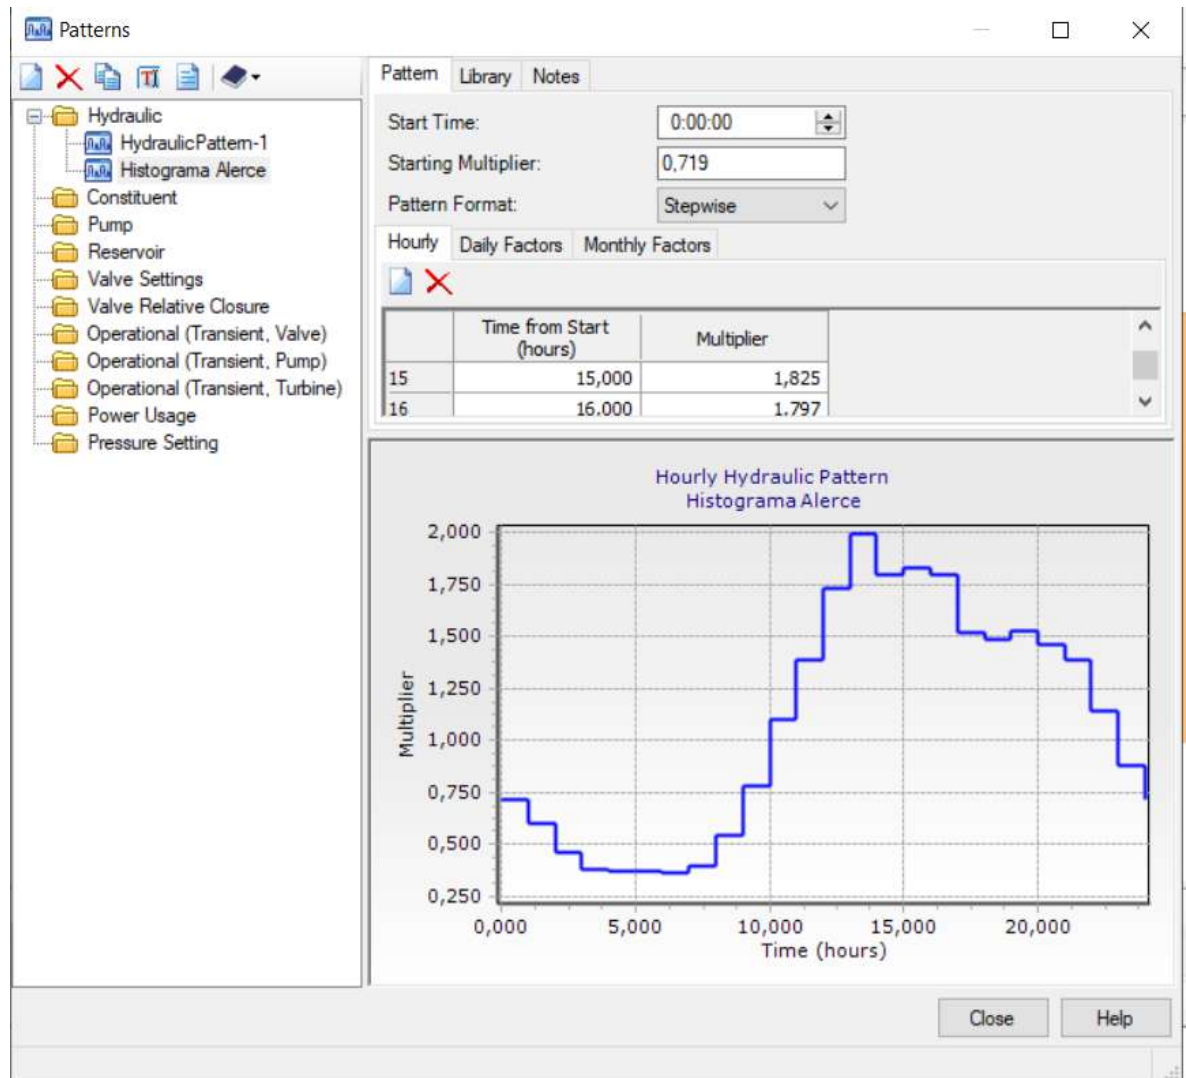 Patterns
Hydraulic
HydraulicPattern-1
Histograma Alerce
Constituent
Pump
Reservoir
Valve Settings
Valve Relative Closure
Operational (Transient, Valve)
Operational (Transient, Pump)
Operational (Transient, Turbine)
Power Usage
Pressure Setting
Pattern Library Notes
Start Time: 0:00:00
Starting Multiplier: 0,719
Pattern Format: Stepwise
Hourly Daily Factors Monthly Factors
Time from Start (hours) Multiplier
15 15,000 1,825
16 16,000 1,797
Hourly Hydraulic Pattern
Histograma Alerce
Multiplier
2,000
1,750
1,500
1,250
1,000
0,750
0,500
0,250
0,000 5,000 10,000 15,000 20,000
Time (hours)
Close Help